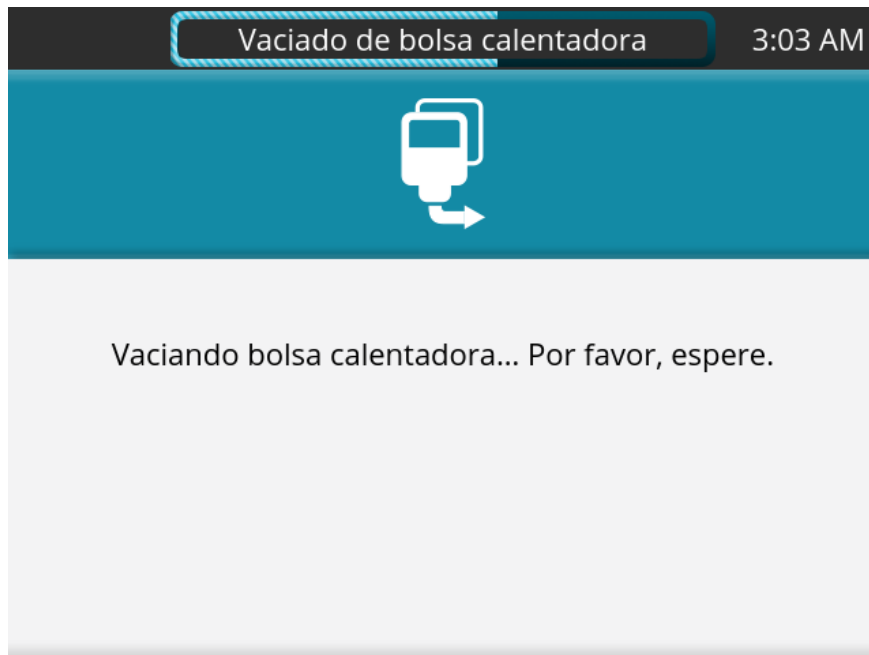 Vaciado de bolsa calentadora
3:03 AM
Vaciando bolsa calentadora... Por favor, espere.